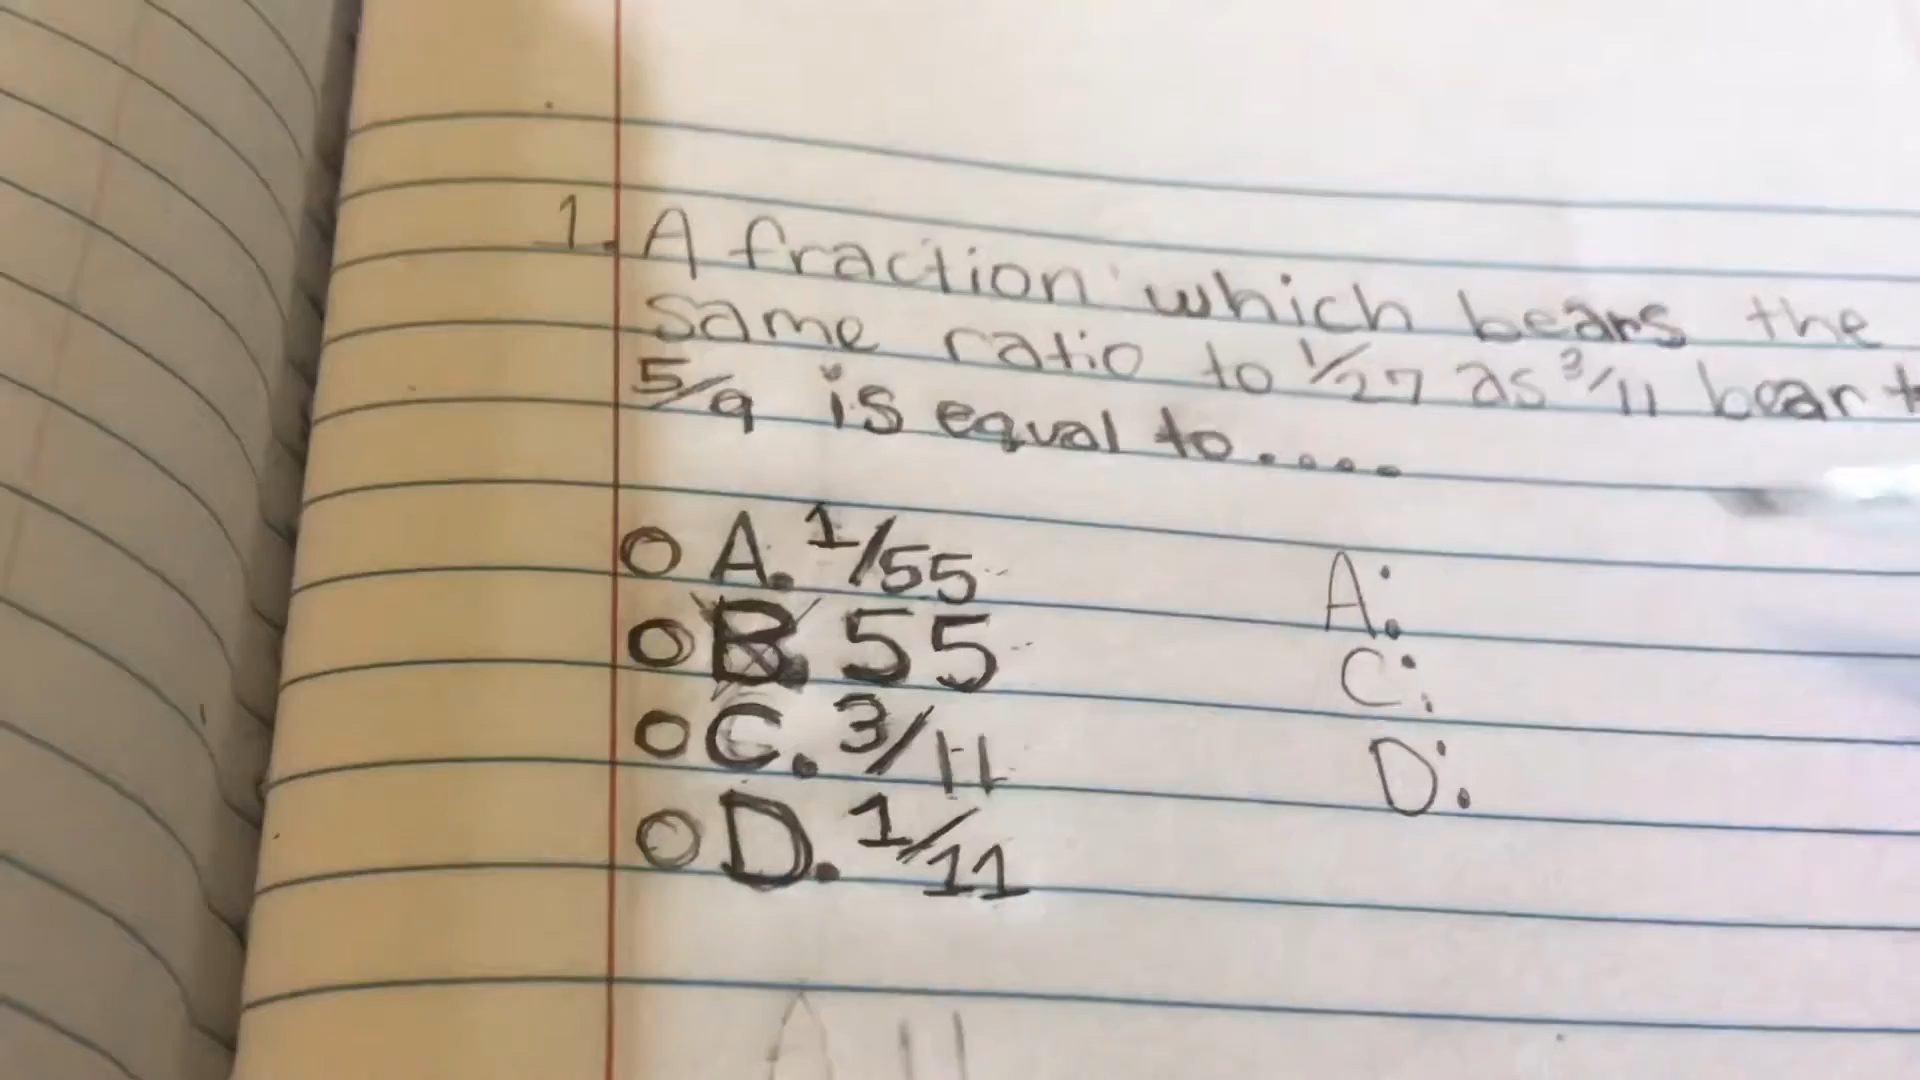 1. A fraction which bears the
same ratio to 1/27 as 3/11 bear
5/9 is equal to....
O A. 1/55
O B. 55
O C. 3/11
O D. 1/11
A:
C:
D: